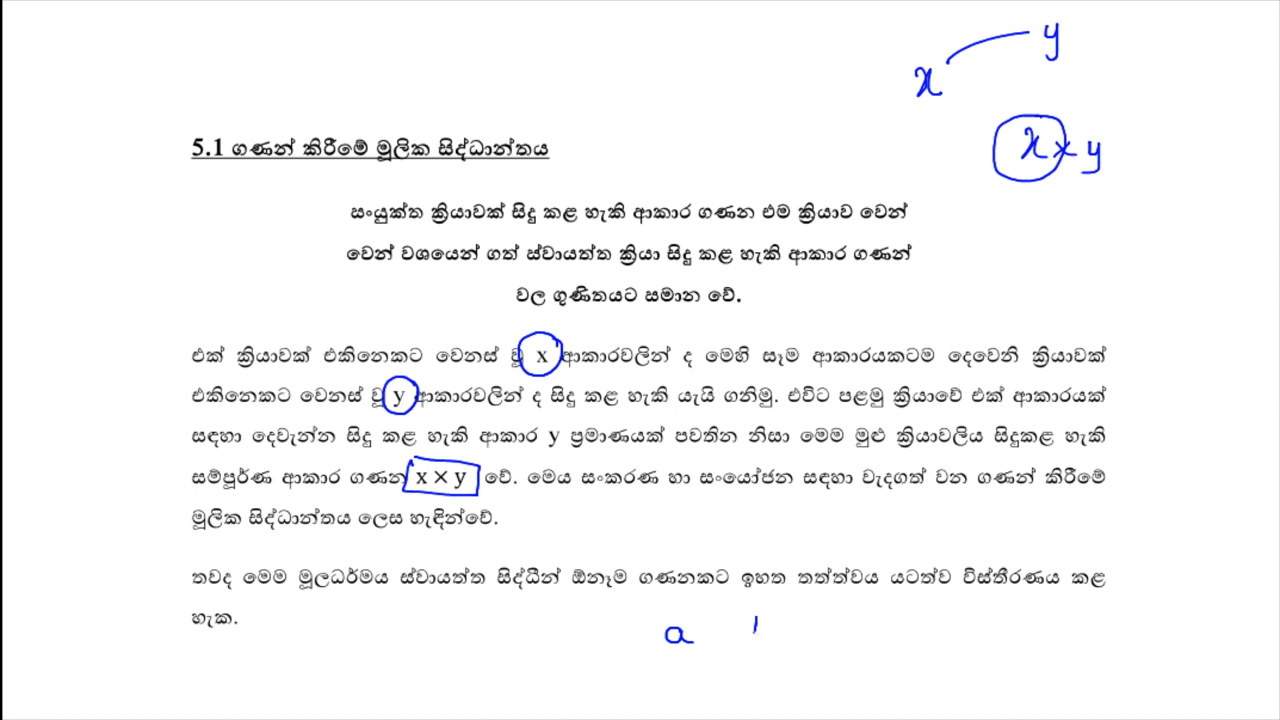 y
x
x × y
5.1 ගණන් කිරීමේ මූලික සිද්ධාන්තය
සංයුක්ත ක්‍රියාවක් සිදු කළ හැකි ආකාර ගණන එම ක්‍රියාව වෙන්
වෙන් වශයෙන් ගත් ස්වායත්ත ක්‍රියා සිදු කළ හැකි ආකාර ගණන්
වල ගුණිතයට සමාන වේ.
එක් ක්‍රියාවක් එකිනෙකට වෙනස් වූ x ආකාරවලින් ද මෙහි සෑම ආකාරයකටම දෙවෙනි ක්‍රියාවක්
එකිනෙකට වෙනස් වූ y ආකාරවලින් ද සිදු කළ හැකි යැයි ගනිමු. එවිට පළමු ක්‍රියාවේ එක් ආකාරයක්
සඳහා දෙවැන්න සිදු කළ හැකි ආකාර y ප්‍රමාණයක් පවතින නිසා මෙම මුළු ක්‍රියාවලිය සිදුකළ හැකි
සම්පූර්ණ ආකාර ගණන x × y වේ. මෙය සංකරණ හා සංයෝජන සඳහා වැදගත් වන ගණන් කිරීමේ
මූලික සිද්ධාන්තය ලෙස හැඳින්වේ.
තවද මෙම මූලධර්මය ස්වායත්ත සිද්ධීන් ඕනෑම ගණනකට ඉහත තත්ත්වය යටත්ව විස්තීරණය කළ
හැක.
a